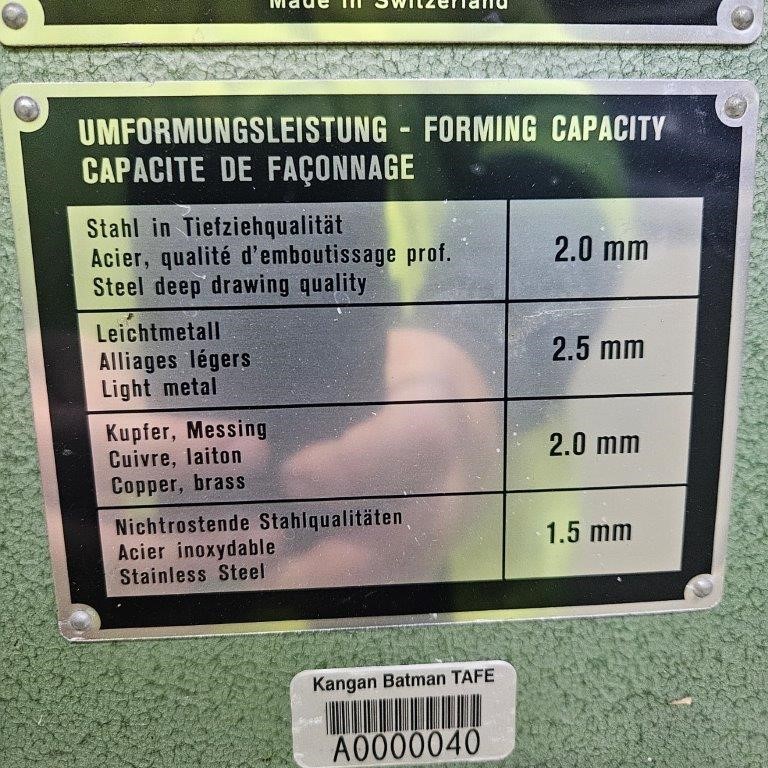 Made in Switzerland
UMFORMUNGSLEISTUNG - FORMING CAPACITY
CAPACITE DE FAÇONNAGE
Stahl in Tiefziehqualität
Acier, qualité d'emboutissage prof.
Steel deep drawing quality
2.0 mm
Leichtmetall
Alliages légers
Light metal
2.5 mm
Kupfer, Messing
Cuivre, laiton
Copper, brass
2.0 mm
Nichtrostende Stahlqualitäten
Acier inoxydable
Stainless Steel
1.5 mm
Kangan Batman TAFE
A0000040